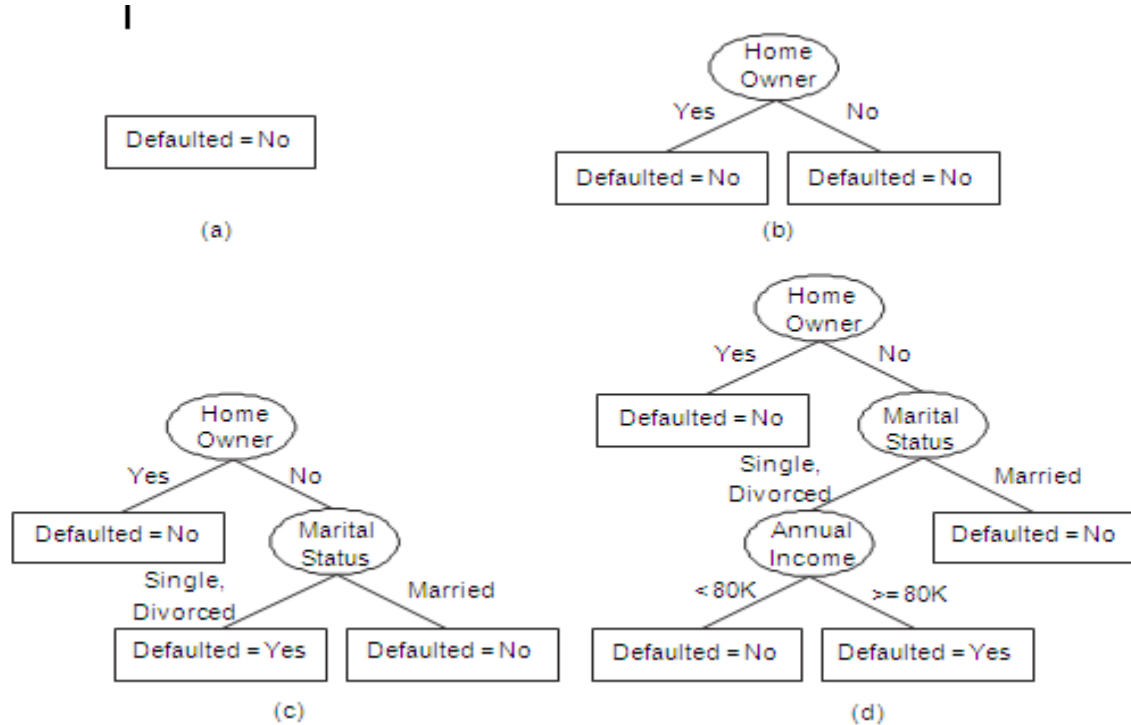 Defaulted = No
(a)
Home
Owner
Yes
No
Defaulted = No
Defaulted = No
(b)
Home
Owner
Yes
No
Defaulted = No
Marital
Status
Single,
Divorced
Married
Defaulted = Yes
Defaulted = No
(c)
Home
Owner
Yes
No
Defaulted = No
Marital
Status
Single,
Divorced
Married
Annual
Income
Defaulted = No
< 80K
>= 80K
Defaulted = No
Defaulted = Yes
(d)